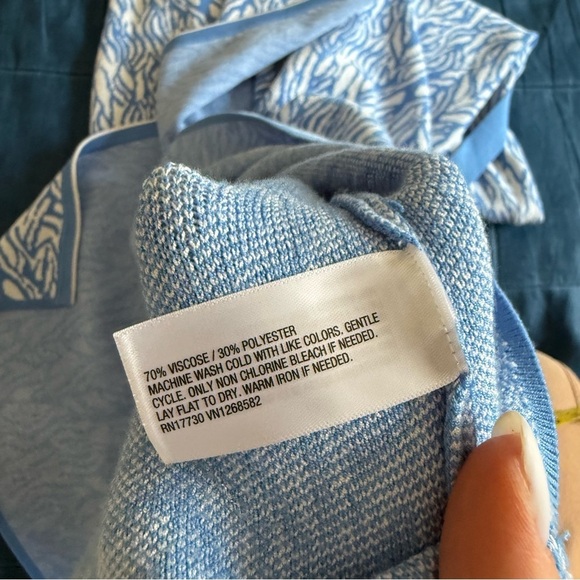 70% VISCOSE / 30% POLYESTER
MACHINE WASH COLD WITH LIKE COLORS. GENTLE
CYCLE. ONLY NON CHLORINE BLEACH IF NEEDED.
LAY FLAT TO DRY. WARM IRON IF NEEDED.
RN17730 VN1268582